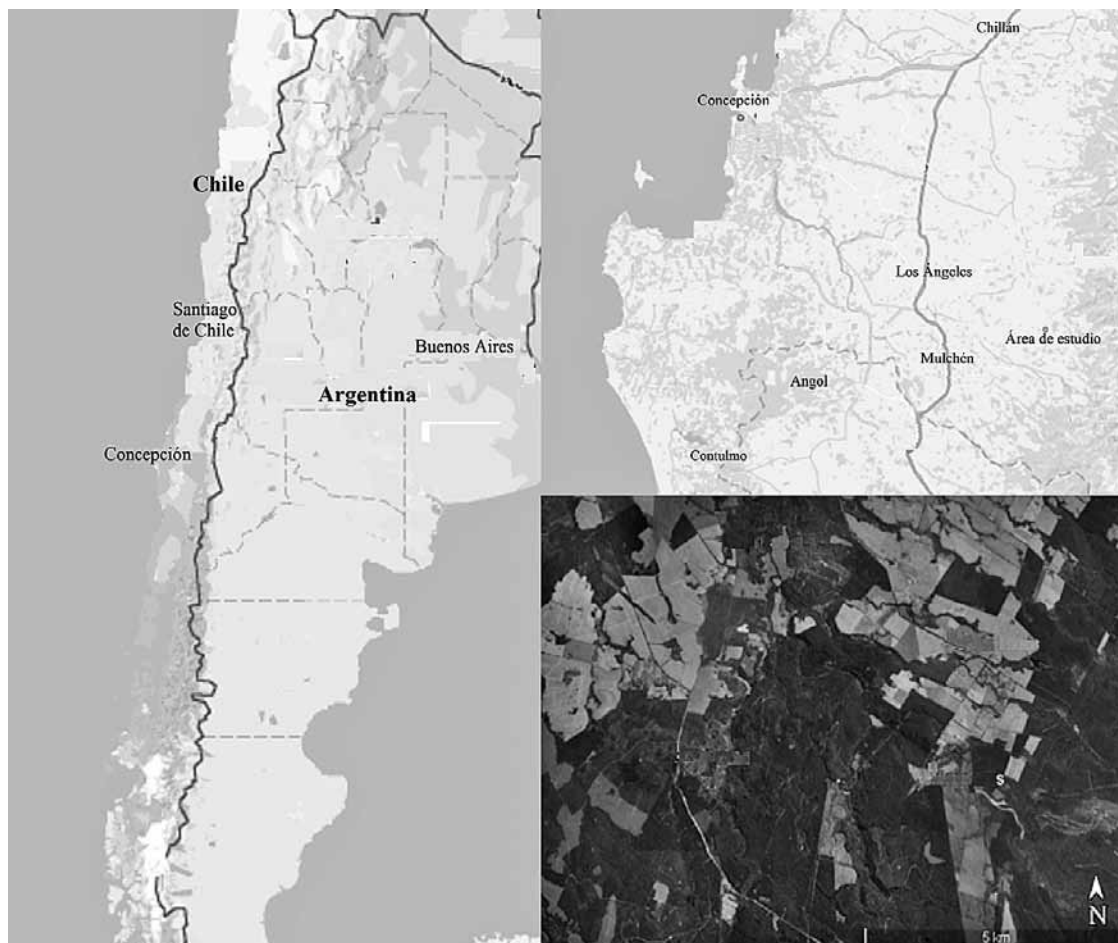 Chile
Santiago
de Chile
Buenos Aires
Argentina
Concepción
Chillán
Concepción
Los Ángeles
Área de estudio
Mulchén
Angol
Contulmo
S
N
5 km